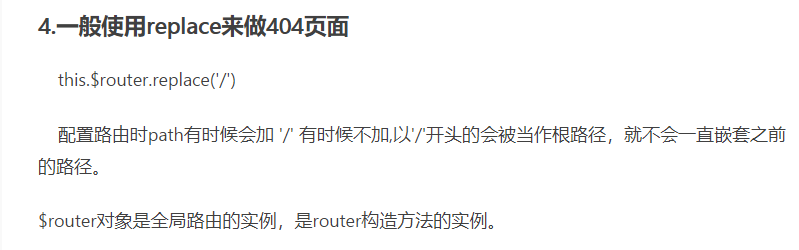 4.一般使用replace来做404页面
this.$router.replace('/')
配置路由时path有时候会加 '/' 有时候不加,以'/'开头的会被当作根路径，就不会一直嵌套之前
的路径。
$router对象是全局路由的实例，是router构造方法的实例。